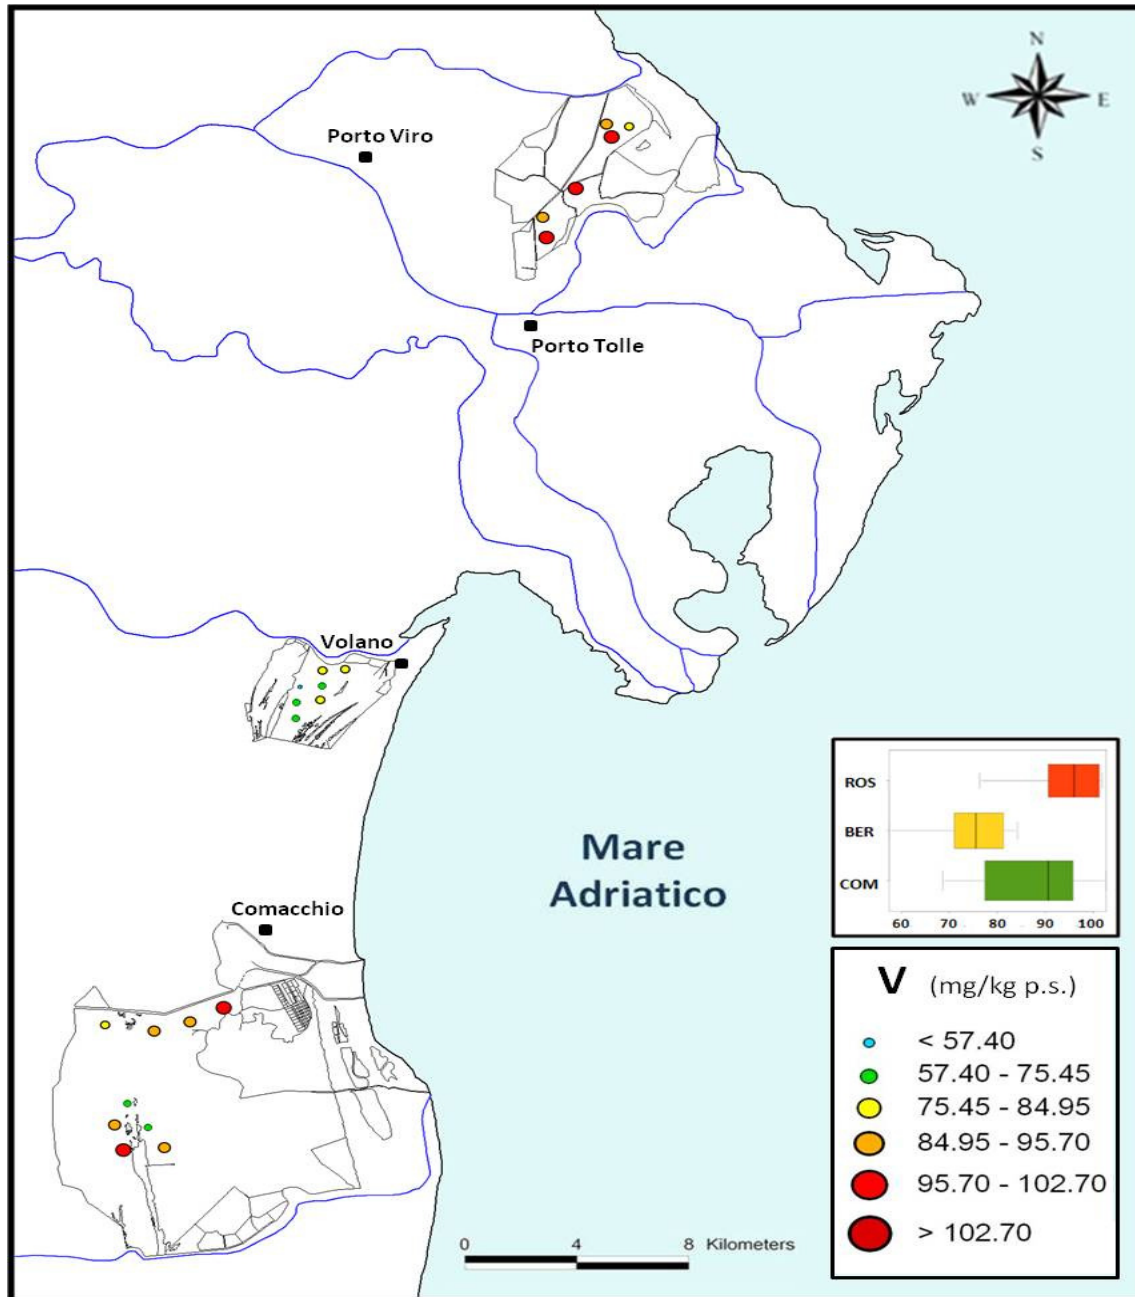 N
W E
S
Porto Viro
Porto Tolle
Volano
Comacchio
Mare
Adriatico
ROS
BER
COM
60 70 80 90 100
V (mg/kg p.s.)
< 57.40
57.40 - 75.45
75.45 - 84.95
84.95 - 95.70
95.70 - 102.70
> 102.70
0 4 8 Kilometers